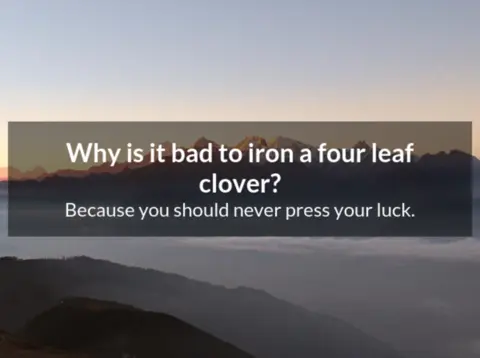 Why is it bad to iron a four leaf
clover?
Because you should never press your luck.